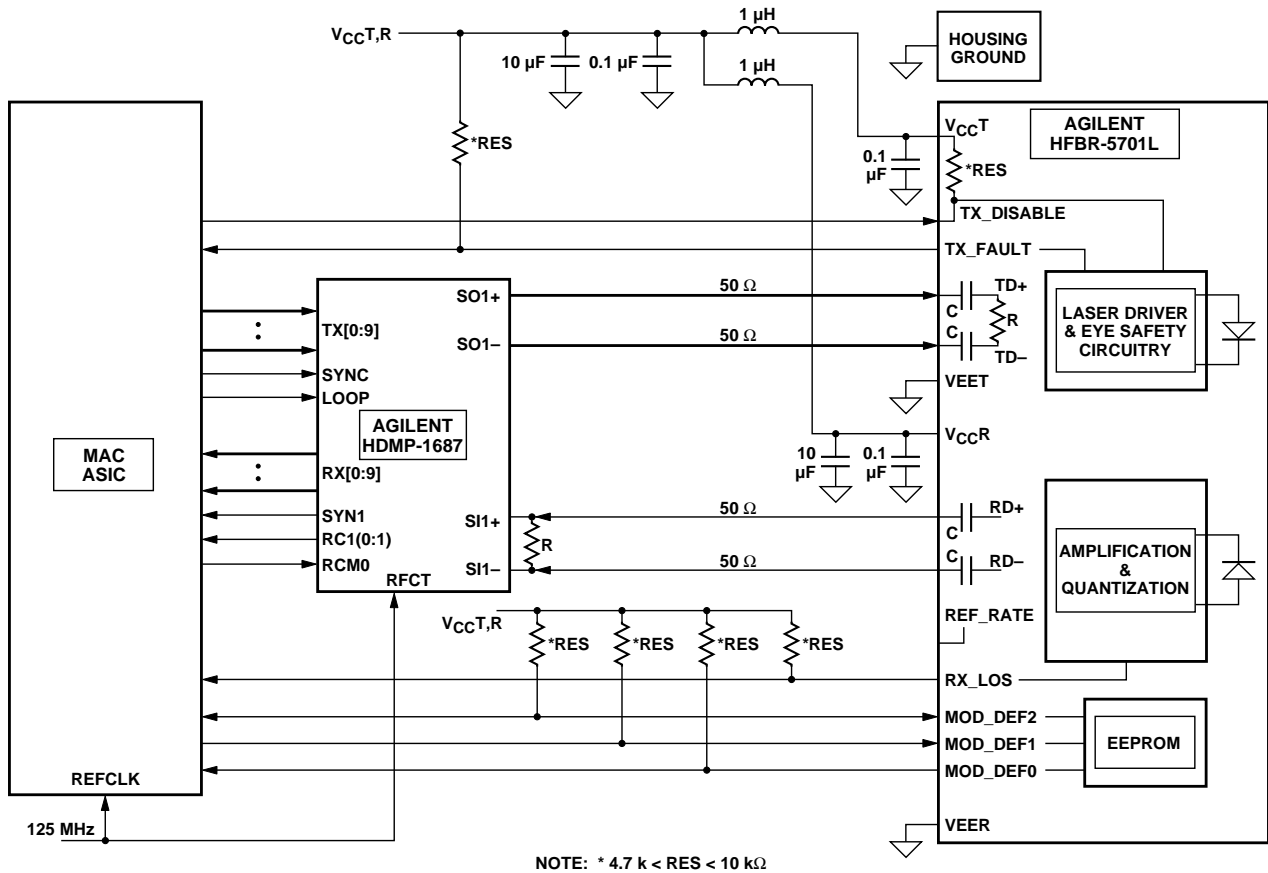 1 µH
VCCT,R
10 µF
0.1 µF
1 µH
HOUSING
GROUND
*RES
VCCT
AGILENT
HFBR-5701L
0.1
µF
*RES
TX_DISABLE
TX_FAULT
SO1+
50 Ω
TD+
C
R
TX[0:9]
SO1–
50 Ω
C
TD–
LASER DRIVER
& EYE SAFETY
CIRCUITRY
SYNC
LOOP
VEET
MAC
ASIC
AGILENT
HDMP-1687
VCCR
10
µF
0.1
µF
RX[0:9]
SYN1
RC1(0:1)
RCM0
SI1+
50 Ω
RD+
C
R
SI1–
50 Ω
C
RD–
AMPLIFICATION
&
QUANTIZATION
RFCT
VCCT,R
*RES
*RES
*RES
*RES
REF_RATE
RX_LOS
MOD_DEF2
MOD_DEF1
MOD_DEF0
EEPROM
REFCLK
125 MHz
VEER
NOTE: * 4.7 k < RES < 10 kΩ